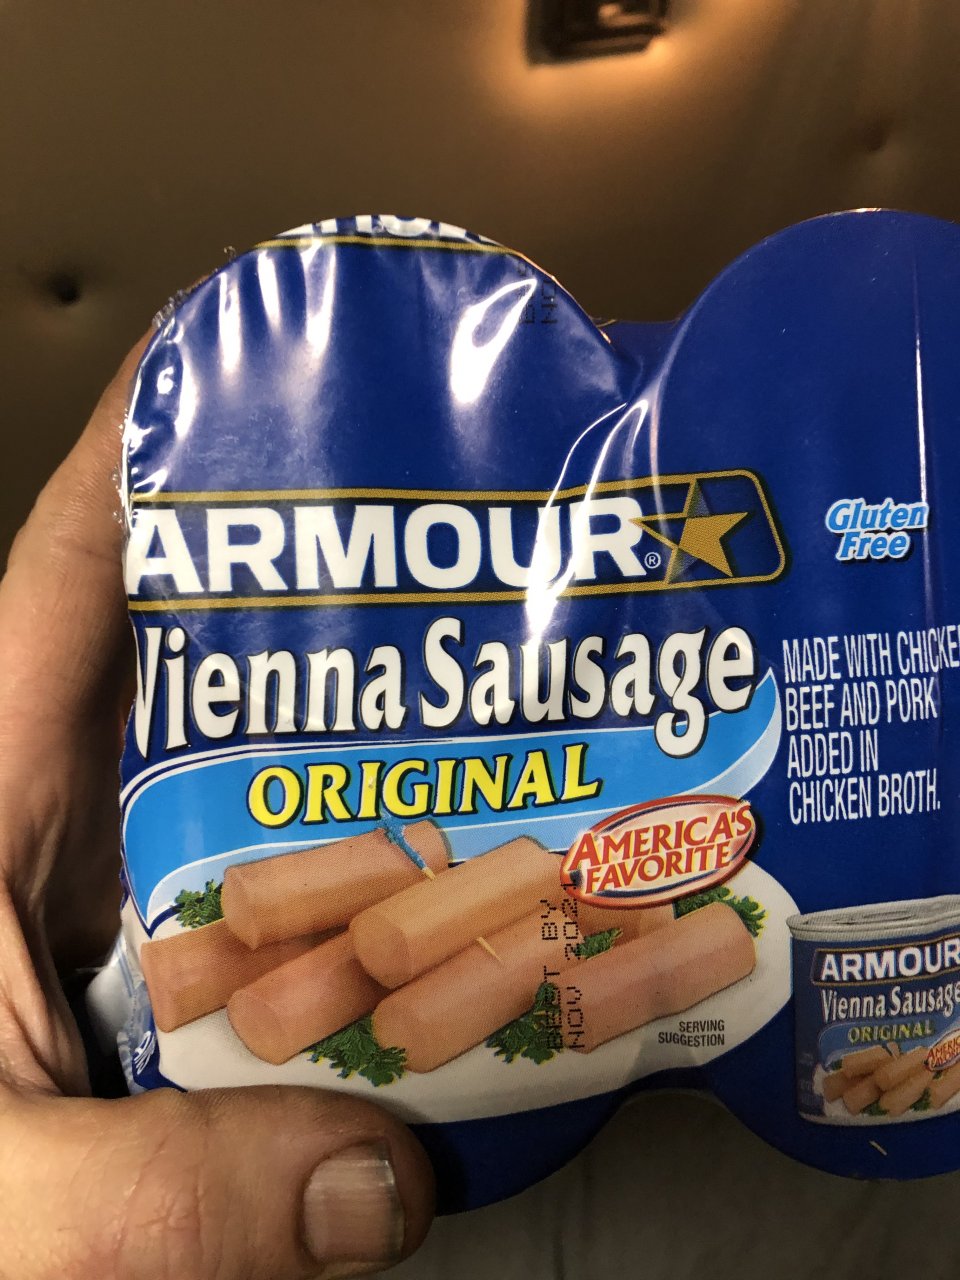 ARMOUR®
Vienna Sausage
ORIGINAL
AMERICA'S
FAVORITE
BEST BY
NOV 2021
SERVING
SUGGESTION
Gluten
Free
MADE WITH CHICKEN
BEEF AND PORK
ADDED IN
CHICKEN BROTH.
ARMOUR
Vienna Sausage
ORIGINAL